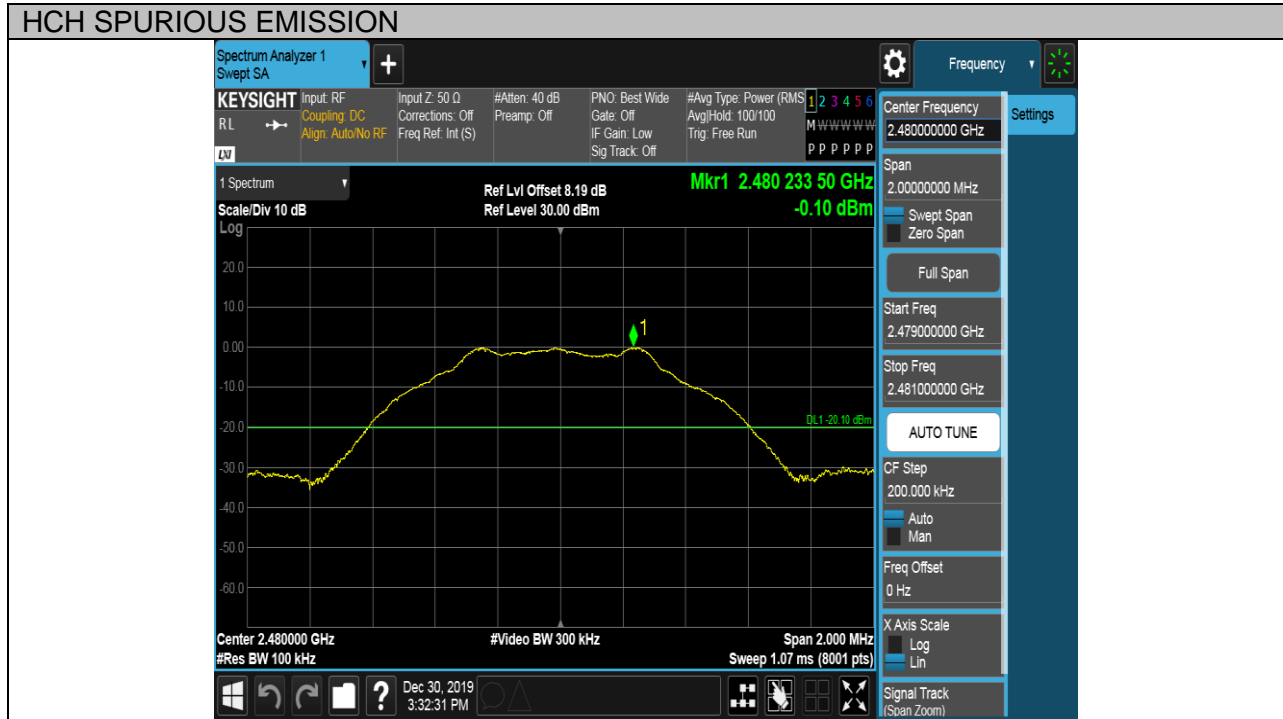 HCH SPURIOUS EMISSION
Spectrum Analyzer 1
Swept SA
+
Frequency
KEYSIGHT
RL
LXI
Input: RF
Coupling: DC
Align: Auto/No RF
Input Z: 50 Ω
Corrections: Off
Freq Ref: Int (S)
#Atten: 40 dB
Preamp: Off
PNO: Best Wide
Gate: Off
IF Gain: Low
Sig Track: Off
#Avg Type: Power (RMS
Avg|Hold: 100/100
Trig: Free Run
1 2 3 4 5 6
M W W W W W
P P P P P P
1 Spectrum
Scale/Div 10 dB
Log
Ref Lvl Offset 8.19 dB
Ref Level 30.00 dBm
Mkr1 2.480 233 50 GHz
-0.10 dBm
20.0
10.0
0.00
-10.0
-20.0
-30.0
-40.0
-50.0
-60.0
1
DL1 -20.10 dBm
Center 2.480000 GHz
#Res BW 100 kHz
#Video BW 300 kHz
Span 2.000 MHz
Sweep 1.07 ms (8001 pts)
?
Dec 30, 2019
3:32:31 PM
Center Frequency
2.480000000 GHz
Settings
Span
2.00000000 MHz
Swept Span
Zero Span
Full Span
Start Freq
2.479000000 GHz
Stop Freq
2.481000000 GHz
AUTO TUNE
CF Step
200.000 kHz
Auto
Man
Freq Offset
0 Hz
X Axis Scale
Log
Lin
Signal Track
(Span Zoom)